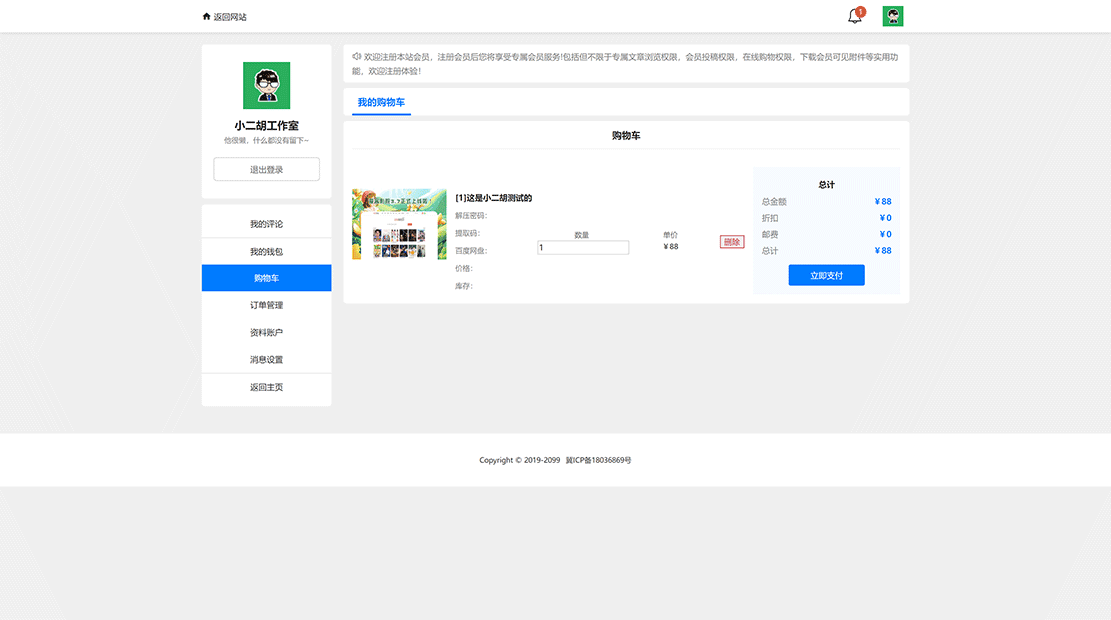 返回网站
1
小二胡工作室
他很懒，什么都没有留下~
退出登录
我的评论
我的钱包
购物车
订单管理
资料账户
消息设置
返回主页
欢迎注册本站会员，注册会员后您将享受专属会员服务!包括但不限于专属文章浏览权限，会员投稿权限，在线购物权限，下载会员可见附件等实用功
能，欢迎注册体验！
我的购物车
购物车
[1]这是小二胡测试的
解压密码：
提取码：
百度网盘：
价格：
库存：
数量
1
单价
¥ 88
删除
总计
总金额 ¥ 88
折扣 ¥ 0
邮费 ¥ 0
总计 ¥ 88
立即支付
Copyright © 2019-2099 冀ICP备18036869号